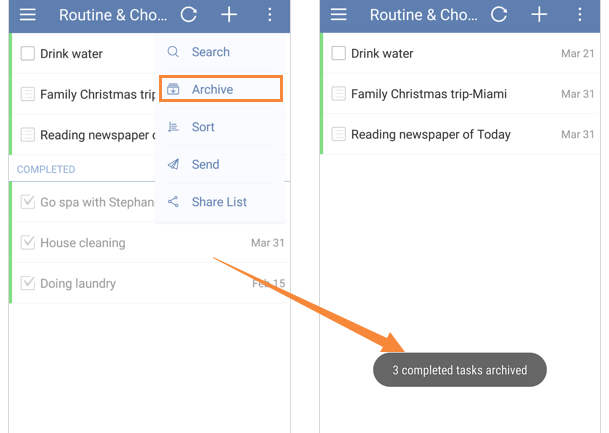 Routine & Cho...
Drink water
Search
Family Christmas trip
Archive
Reading newspaper o
Sort
COMPLETED
Send
Go spa with Stephan
Share List
House cleaning
Mar 31
Doing laundry
Feb 15
Routine & Cho...
Drink water
Mar 21
Family Christmas trip-Miami
Mar 31
Reading newspaper of Today
Mar 31
3 completed tasks archived